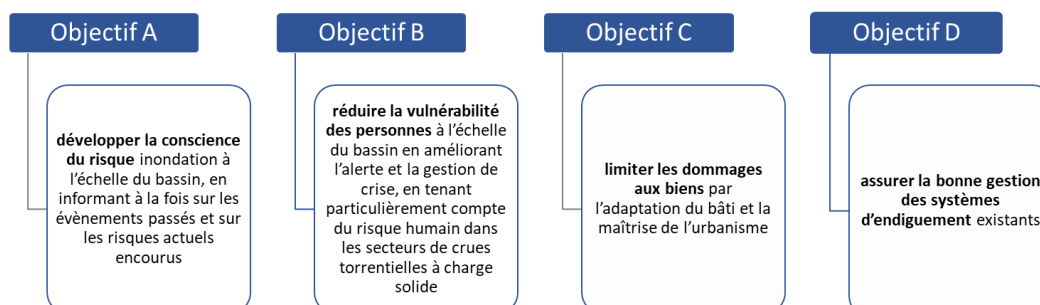 Objectif A
développer la conscience
du risque inondation à
l'échelle du bassin, en
informant à la fois sur les
évènements passés et sur
les risques actuels
encourus
Objectif B
réduire la vulnérabilité
des personnes à l'échelle
du bassin en améliorant
l'alerte et la gestion de
crise, en tenant
particulièrement compte
du risque humain dans
les secteurs de crues
torrentielles à charge
solide
Objectif C
limiter les dommages
aux biens par
l'adaptation du bâti et la
maîtrise de l'urbanisme
Objectif D
assurer la bonne gestion
des systèmes
d'endiguement existants